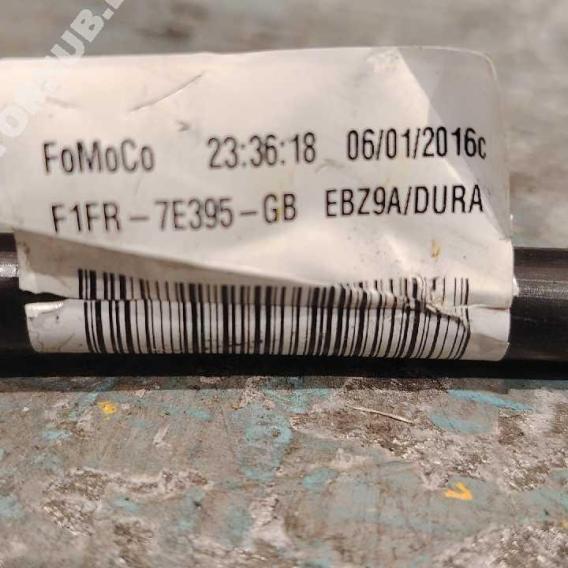 FoMoCo 23:36:18 06/01/2016c
F1FR-7E395-GB EBZ9A/DURA